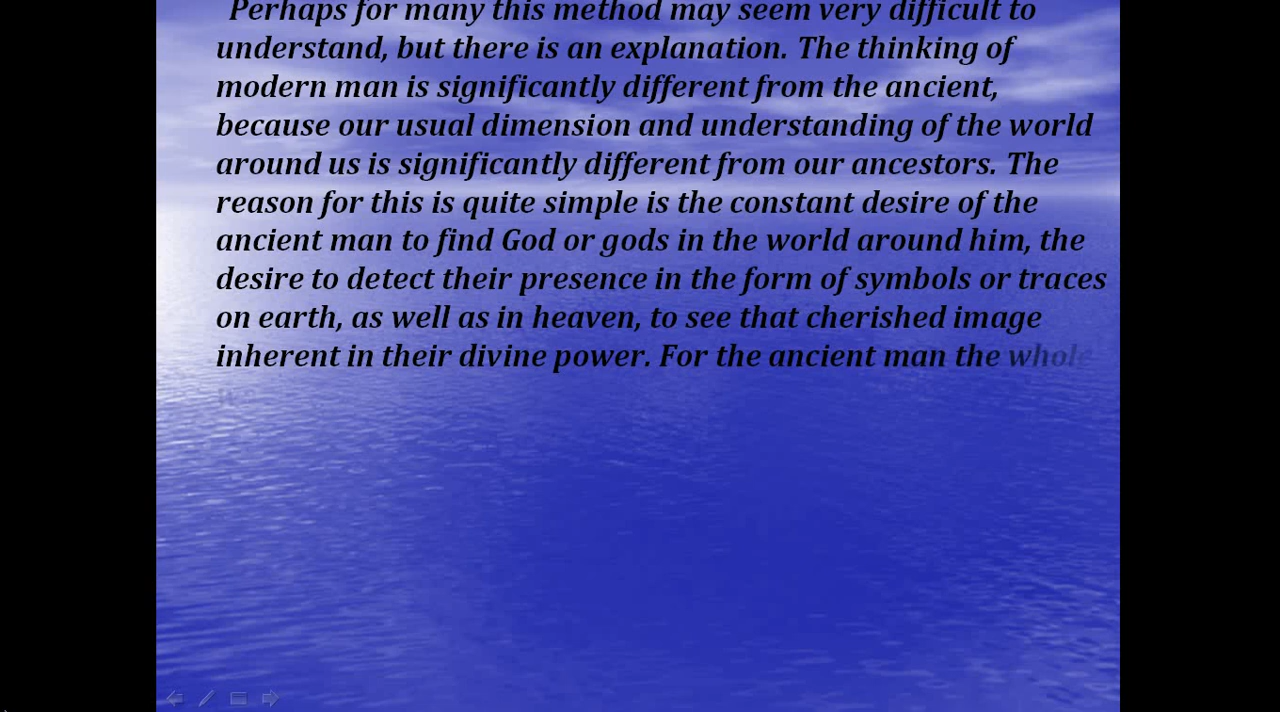 Perhaps for many this method may seem very difficult to
understand, but there is an explanation. The thinking of
modern man is significantly different from the ancient,
because our usual dimension and understanding of the world
around us is significantly different from our ancestors. The
reason for this is quite simple is the constant desire of the
ancient man to find God or gods in the world around him, the
desire to detect their presence in the form of symbols or traces
on earth, as well as in heaven, to see that cherished image
inherent in their divine power. For the ancient man the whole